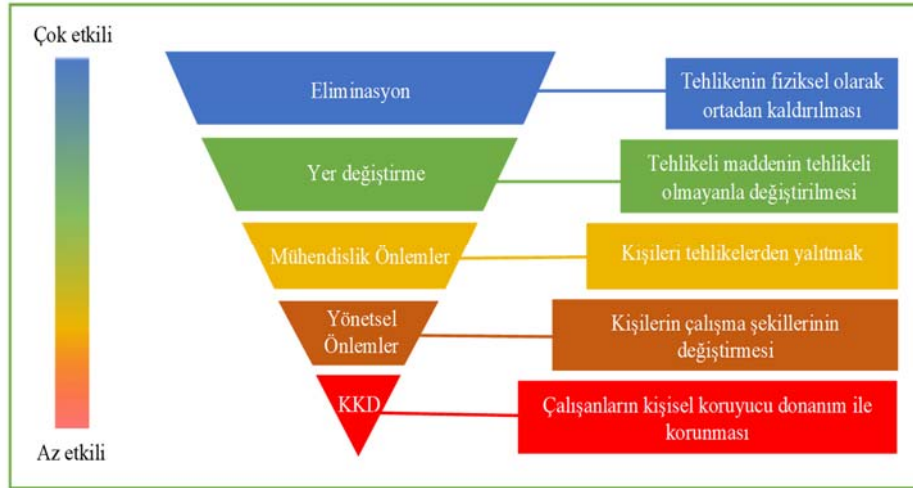 Çok etkili
Eliminasyon
Tehlikenin fiziksel olarak
ortadan kaldırılması
Yer değiştirme
Tehlikeli maddenin tehlikeli
olmayanla değiştirilmesi
Mühendislik Önlemler
Kişileri tehlikelerden yalıtmak
Yönetsel
Önlemler
Kişilerin çalışma şekillerinin
değiştirmesi
KKD
Çalışanların kişisel koruyucu donanım ile
korunması
Az etkili